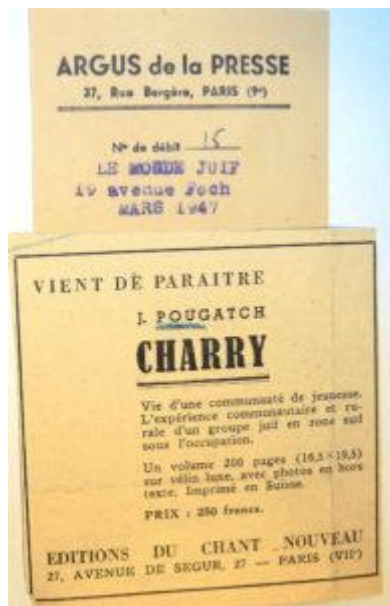 ARGUS de la PRESSE
37, Rue Bergère, PARIS (9e)
N° de débit 15
LE MONDE JUIF
19 avenue Foch
MARS 1947
VIENT DE PARAITRE
J. POUGATCH
CHARRY
Vie d'une communauté de jeunesse.
L'expérience communautaire et ru-
rale d'un groupe juif en zone sud
sous l'occupation.
Un volume 200 pages (16,5×19,5)
sur vélin luxe, avec photos en hors
texte. Imprimé en Suisse.
PRIX : 250 francs.
EDITIONS DU CHANT NOUVEAU
27, AVENUE DE SEGUR, 27 — PARIS (VIIe)